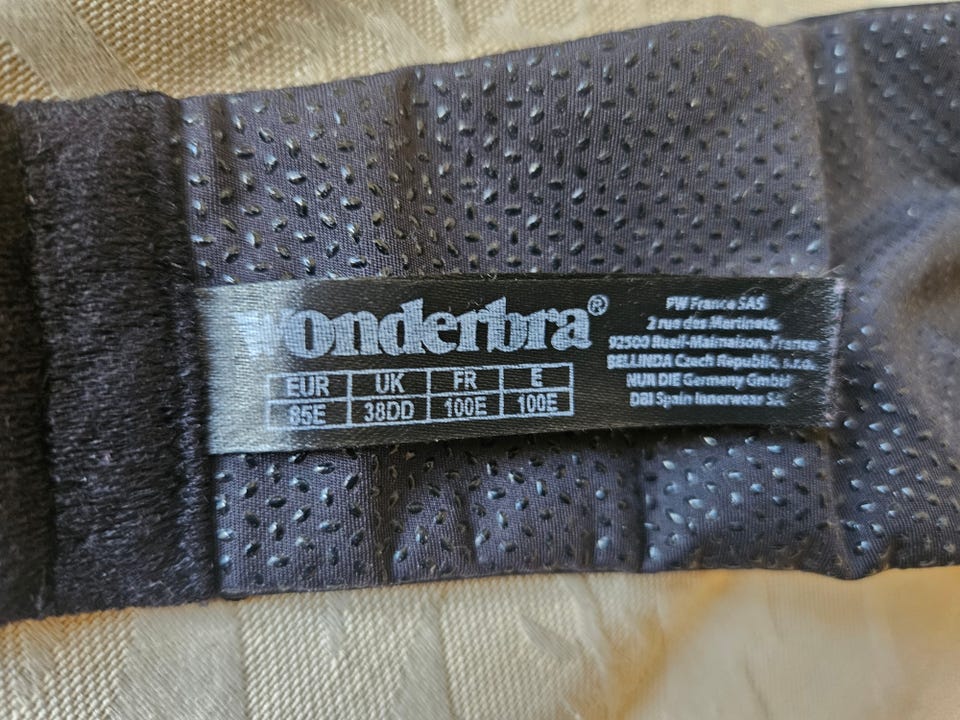 wonderbra®
EUR UK FR E
85E 38DD 100E 100E
PW France SAS
2 rue des Martinets,
92500 Rueil-Malmaison, France
BELLINDA Czech Republic, s.r.o.
NUR DIE Germany GmbH
DBI Spain Innerwear SA